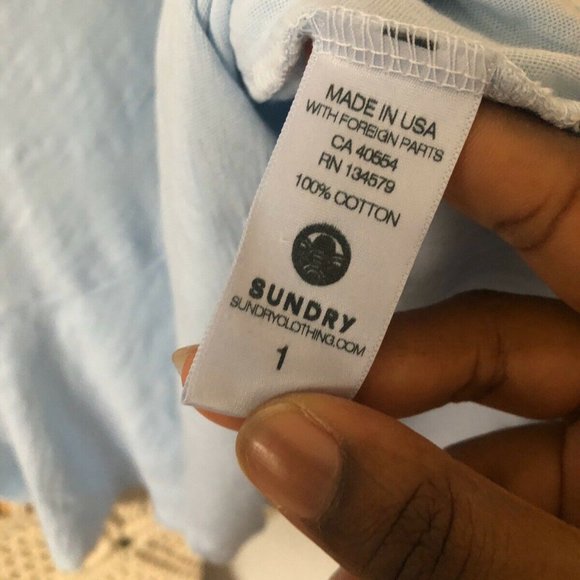 MADE IN USA
WITH FOREIGN PARTS
CA 40554
RN 134579
100% COTTON
SUNDRY
SUNDRYCLOTHING.COM
1